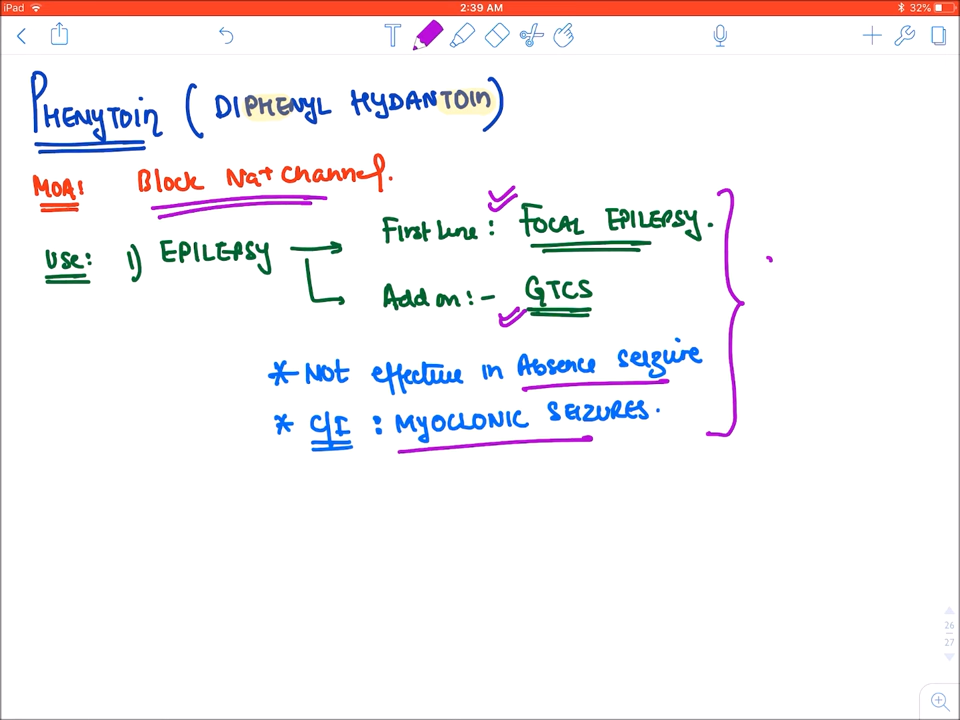 iPad 2:39 AM 32%
T
PHENYTOIN ( DIPHENYL HYDANTOIN)
MOA: Block Na+ channel.
First Line : FOCAL EPILEPSY.
USE: 1) EPILEPSY
Add on : - GTCS
* NOT effective in Absence seizure
* C/I : MYOCLONIC SEIZURES.
26
27